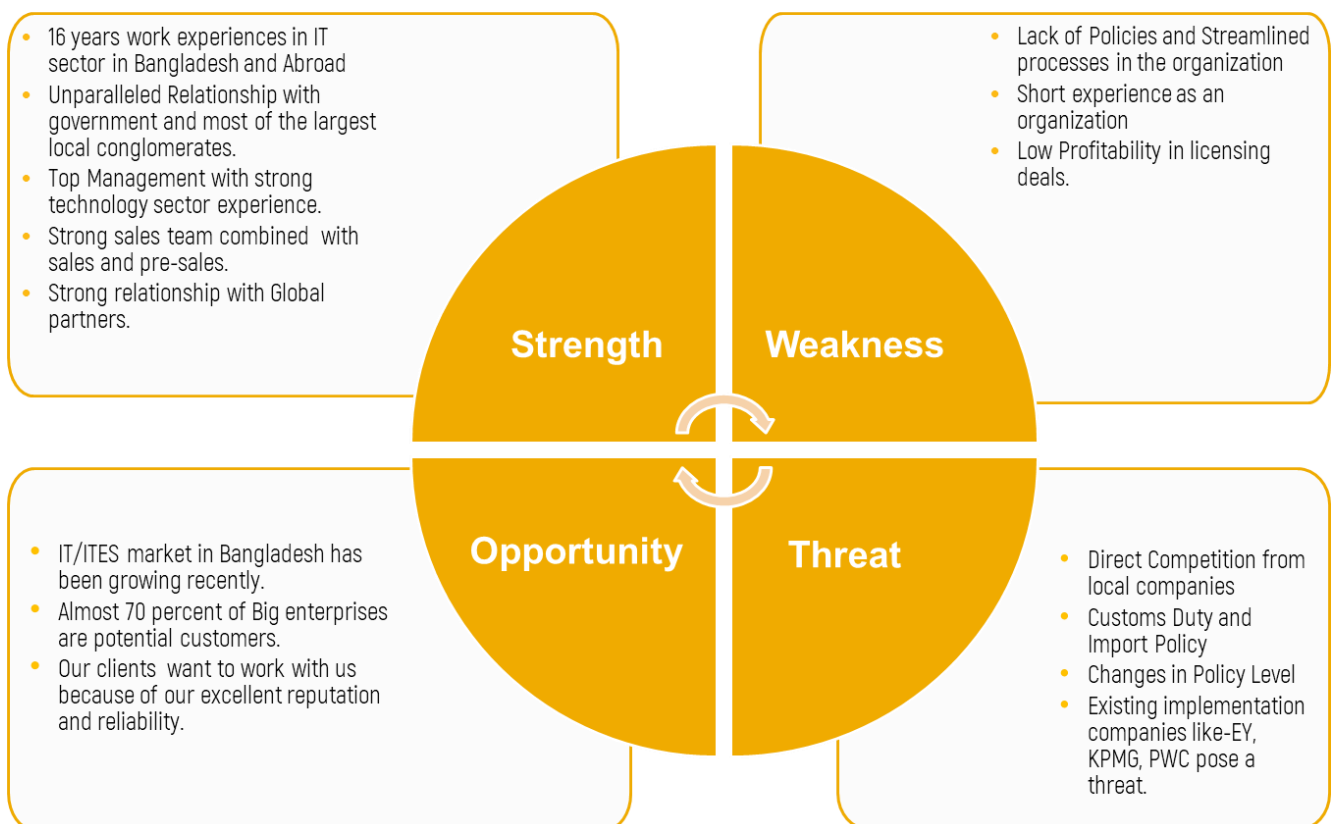 • 16 years work experiences in IT
sector in Bangladesh and Abroad
• Unparalleled Relationship with
government and most of the largest
local conglomerates.
• Top Management with strong
technology sector experience.
• Strong sales team combined with
sales and pre-sales.
• Strong relationship with Global
partners.
• Lack of Policies and Streamlined
processes in the organization
• Short experience as an
organization
• Low Profitability in licensing
deals.
Strength
Weakness
Opportunity
Threat
• IT/ITES market in Bangladesh has
been growing recently.
• Almost 70 percent of Big enterprises
are potential customers.
• Our clients want to work with us
because of our excellent reputation
and reliability.
• Direct Competition from
local companies
• Customs Duty and
Import Policy
• Changes in Policy Level
• Existing implementation
companies like-EY,
KPMG, PWC pose a
threat.